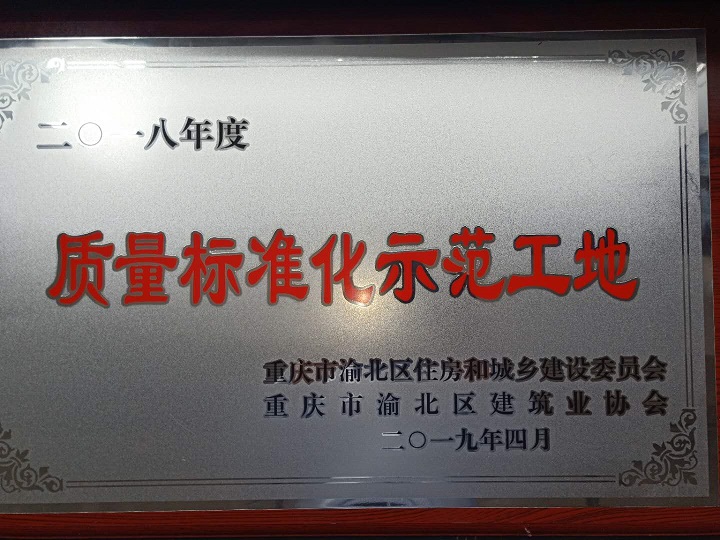 二〇一八年度
质量标准化示范工地
重庆市渝北区住房和城乡建设委员会
重庆市渝北区建筑业协会
二〇一九年四月